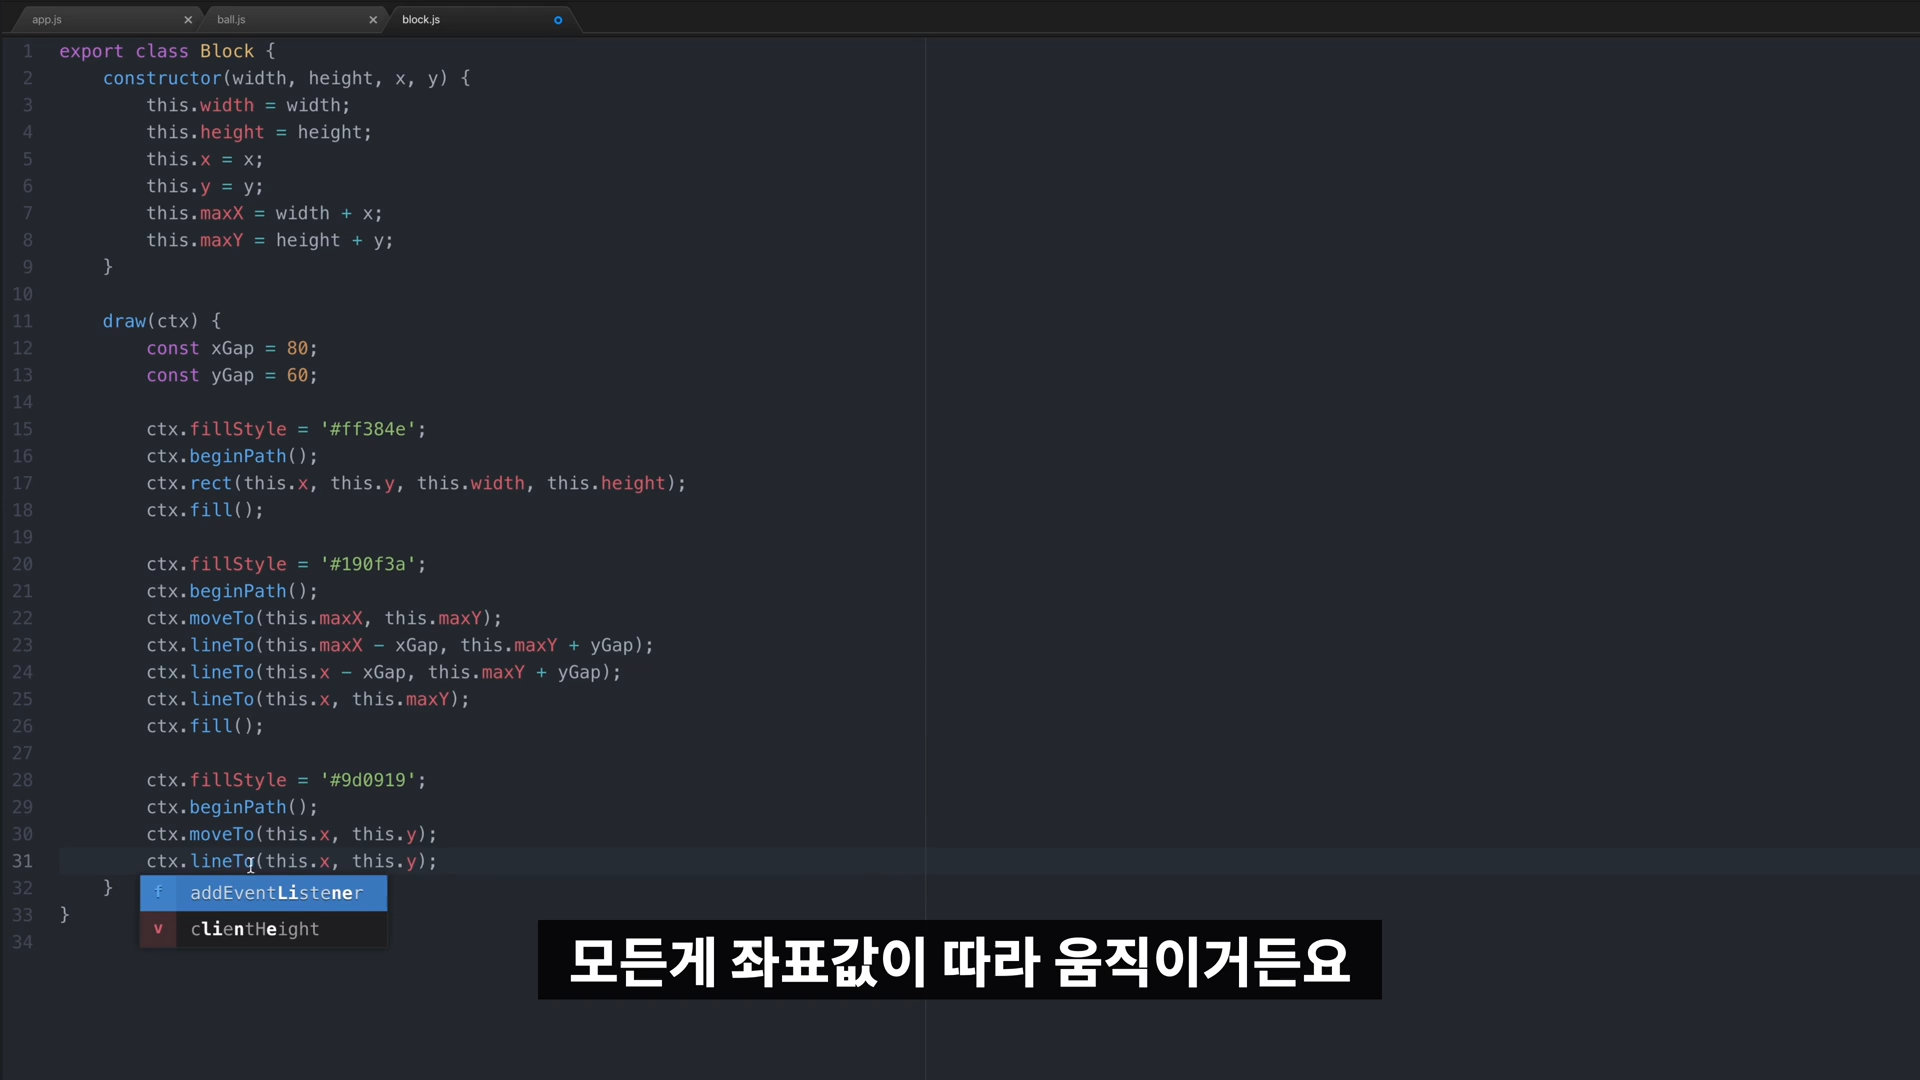 app.js
ball.js
block.js
1 export class Block {
2 constructor(width, height, x, y) {
3 this.width = width;
4 this.height = height;
5 this.x = x;
6 this.y = y;
7 this.maxX = width + x;
8 this.maxY = height + y;
9 }
10
11 draw(ctx) {
12 const xGap = 80;
13 const yGap = 60;
14
15 ctx.fillStyle = '#ff384e';
16 ctx.beginPath();
17 ctx.rect(this.x, this.y, this.width, this.height);
18 ctx.fill();
19
20 ctx.fillStyle = '#190f3a';
21 ctx.beginPath();
22 ctx.moveTo(this.maxX, this.maxY);
23 ctx.lineTo(this.maxX - xGap, this.maxY + yGap);
24 ctx.lineTo(this.x - xGap, this.maxY + yGap);
25 ctx.lineTo(this.x, this.maxY);
26 ctx.fill();
27
28 ctx.fillStyle = '#9d0919';
29 ctx.beginPath();
30 ctx.moveTo(this.x, this.y);
31 ctx.lineTo(this.x, this.y);
32 }
f addEventListener
33 }
v clientHeight
34
모든게 좌표값이 따라 움직이거든요